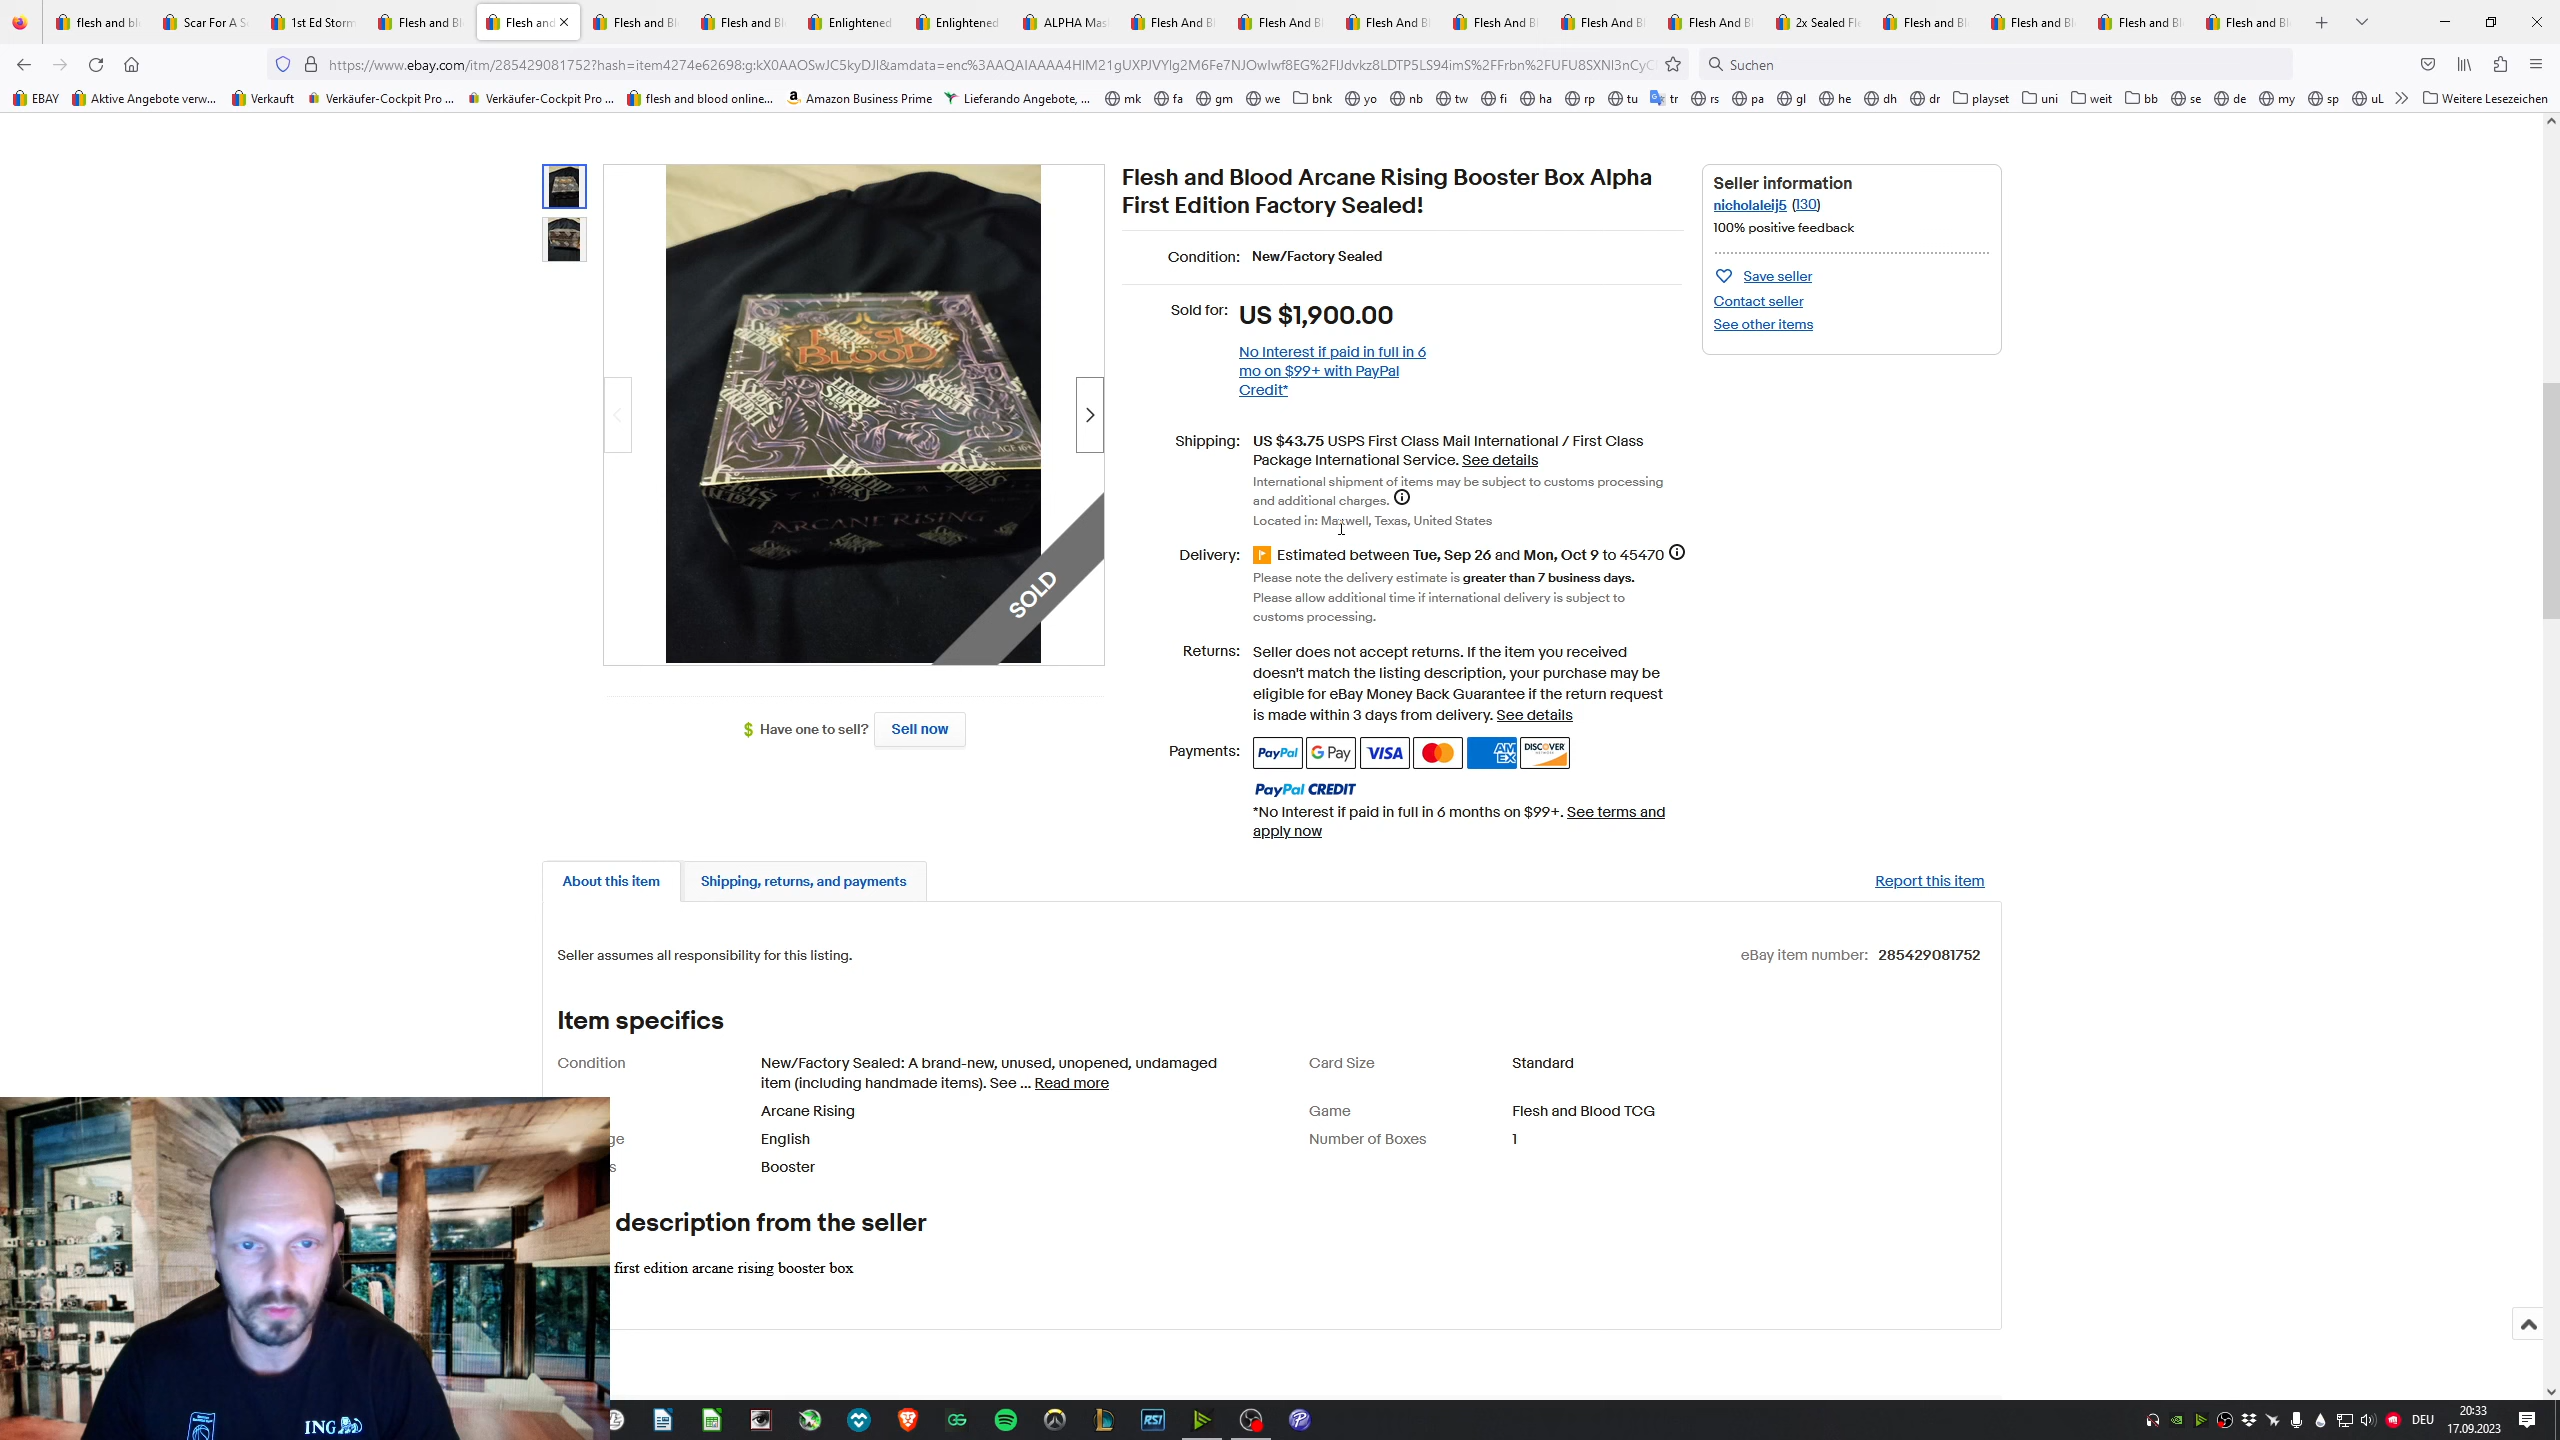 flesh and bl
Scar For A S
1st Ed Storm
Flesh and Bl
Flesh and
Flesh and Bl
Flesh and Bl
Enlightened
Enlightened
ALPHA Mas
Flesh And Bl
Flesh And Bl
Flesh And Bl
Flesh And Bl
Flesh And Bl
Flesh And Bl
2x Sealed Fle
Flesh and Bl
Flesh and Bl
Flesh and Bl
Flesh and Bl
Suchen
EBAY
Aktive Angebote verw...
Verkauft
Verkäufer-Cockpit Pro ...
Verkäufer-Cockpit Pro ...
flesh and blood online...
Amazon Business Prime
Lieferando Angebote, ...
mk
fa
gm
we
bnk
yo
nb
tw
fi
ha
rp
tu
tr
rs
pa
gl
he
dh
dr
playset
uni
weit
bb
se
de
my
sp
uL
Weitere Lesezeichen
FLESH
BLOOD
LEGEND
STORY
AGE 16+
ARCANE RISING
SOLD
$ Have one to sell? Sell now
Flesh and Blood Arcane Rising Booster Box Alpha
First Edition Factory Sealed!
Condition: New/Factory Sealed
Sold for: US $1,900.00
No Interest if paid in full in 6
mo on $99+ with PayPal
Credit*
Shipping: US $43.75 USPS First Class Mail International / First Class
Package International Service. See details
International shipment of items may be subject to customs processing
and additional charges.
Located in: Maxwell, Texas, United States
Delivery: Estimated between Tue, Sep 26 and Mon, Oct 9 to 45470
Please note the delivery estimate is greater than 7 business days.
Please allow additional time if international delivery is subject to
customs processing.
Returns: Seller does not accept returns. If the item you received
doesn't match the listing description, your purchase may be
eligible for eBay Money Back Guarantee if the return request
is made within 3 days from delivery. See details
Payments: PayPal G Pay VISA AM EX DISCOVER
PayPal CREDIT
*No Interest if paid in full in 6 months on $99+. See terms and
apply now
Seller information
nicholaleij5 (130)
100% positive feedback
Save seller
Contact seller
See other items
About this item
Shipping, returns, and payments
Report this item
Seller assumes all responsibility for this listing.
eBay item number: 285429081752
Item specifics
Condition New/Factory Sealed: A brand-new, unused, unopened, undamaged
item (including handmade items). See ... Read more
Card Size Standard
Arcane Rising
Game Flesh and Blood TCG
ge English
Number of Boxes 1
s Booster
description from the seller
first edition arcane rising booster box
ING
RSI
DEU
20:33
17.09.2023